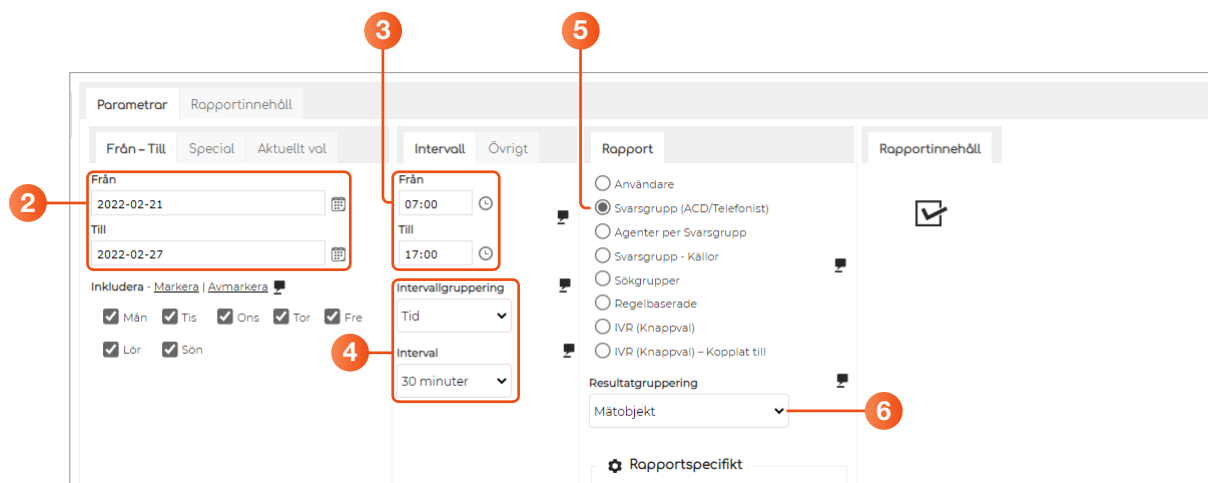 3
5
Parametrar Rapportinnehåll
Från – Till Special Aktuellt val
Intervall Övrigt
Rapport
Rapportinnehåll
2
Från
2022-02-21
Till
2022-02-27
Inkludera - Markera | Avmarkera
Mån Tis Ons Tor Fre
Lör Sön
Från
07:00
Till
17:00
4
Intervallgruppering
Tid
Interval
30 minuter
Användare
Svarsgrupp (ACD/Telefonist)
Agenter per Svarsgrupp
Svarsgrupp - Källor
Sökgrupper
Regelbaserade
IVR (Knappval)
IVR (Knappval) – Kopplat till
Resultatgruppering
Mätobjekt
6
Rapportspecifikt